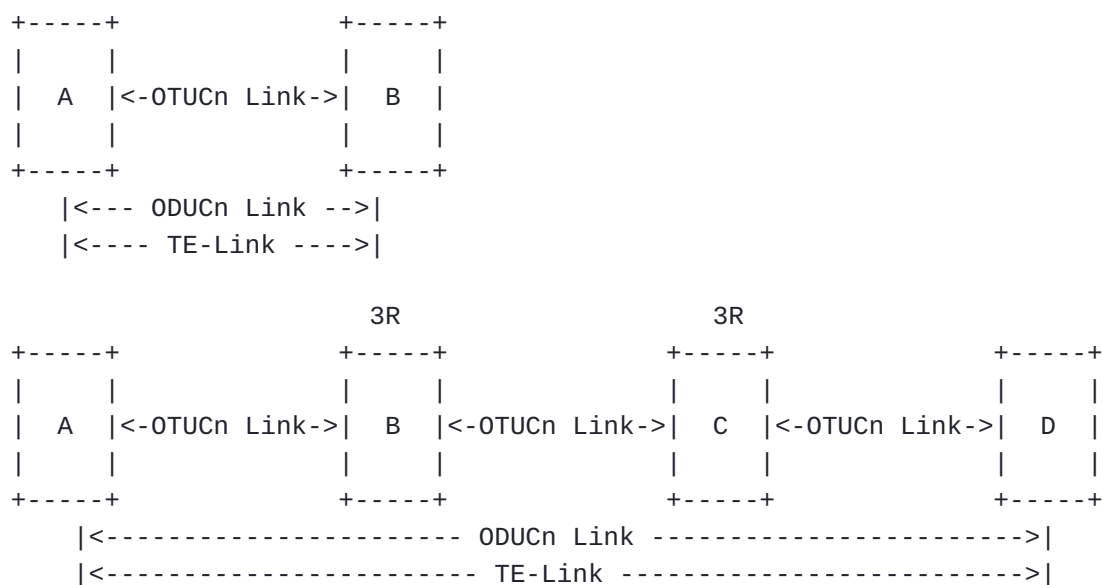 +-----+               +-----+
|     |               |     |
|  A  |<-OTUCn Link->|  B  |
|     |               |     |
+-----+               +-----+
|<--- ODUCn Link -->|
|<---- TE-Link ---->|
3R                    3R
+-----+              +-----+              +-----+              +-----+
|     |              |     |              |     |              |     |
|  A  |<-OTUCn Link->|  B  |<-OTUCn Link->|  C  |<-OTUCn Link->|  D  |
|     |              |     |              |     |              |     |
+-----+              +-----+              +-----+              +-----+
|<----------------------- ODUCn Link ------------------------>|
|<------------------------ TE-Link -------------------------->|